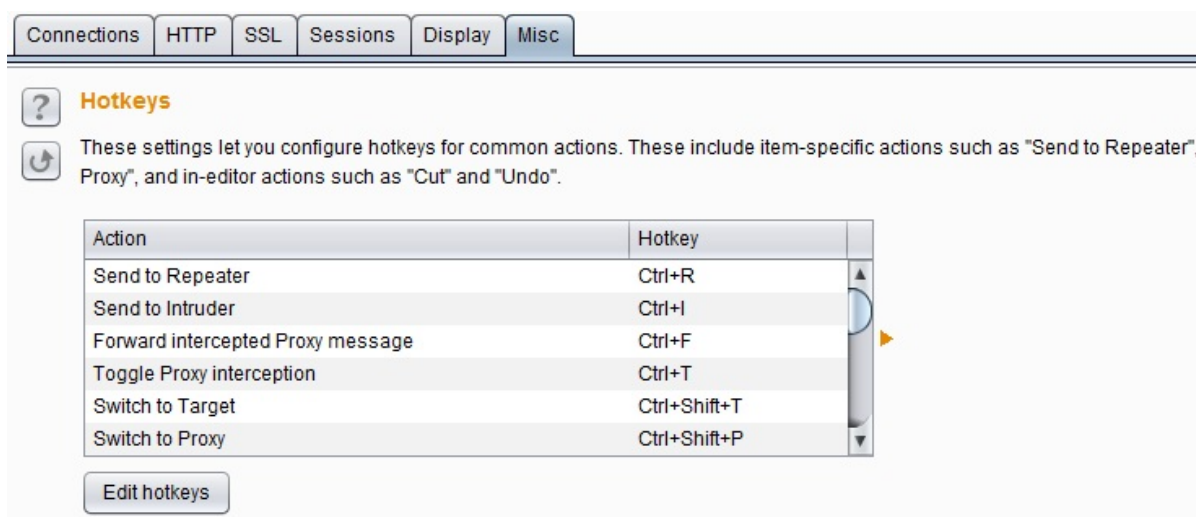 Connections HTTP SSL Sessions Display Misc
?
Hotkeys
These settings let you configure hotkeys for common actions. These include item-specific actions such as "Send to Repeater",
Proxy", and in-editor actions such as "Cut" and "Undo".
Action Hotkey
Send to Repeater Ctrl+R
Send to Intruder Ctrl+I
Forward intercepted Proxy message Ctrl+F
Toggle Proxy interception Ctrl+T
Switch to Target Ctrl+Shift+T
Switch to Proxy Ctrl+Shift+P
Edit hotkeys